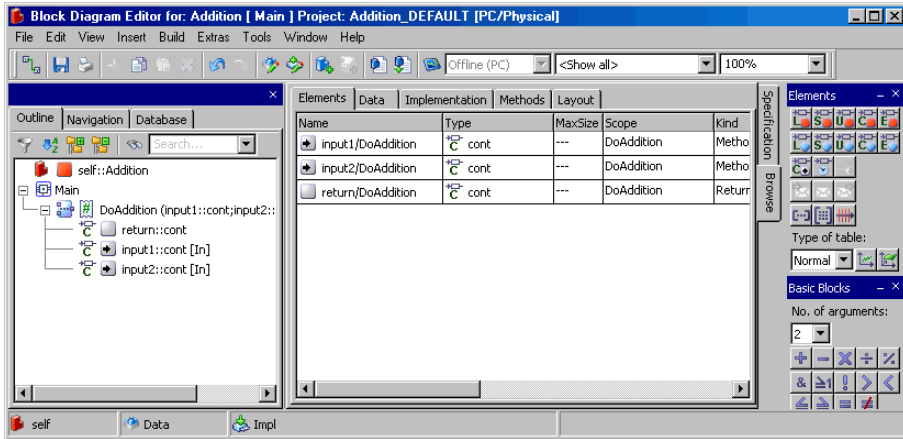 Block Diagram Editor for: Addition [ Main ] Project: Addition_DEFAULT [PC/Physical]
File Edit View Insert Build Extras Tools Window Help
Offline (PC) <Show all> 100%
Outline Navigation Database
Search...
self::Addition
Main
DoAddition (input1::cont;input2::
return::cont
input1::cont [In]
input2::cont [In]
Elements Data Implementation Methods Layout
Name Type MaxSize Scope Kind
input1/DoAddition C cont --- DoAddition Metho
input2/DoAddition C cont --- DoAddition Metho
return/DoAddition C cont --- DoAddition Return
Specification
Browse
Elements
L S U C E
L S U C E
C
Type of table:
Normal
Basic Blocks
No. of arguments:
2
self Data Impl